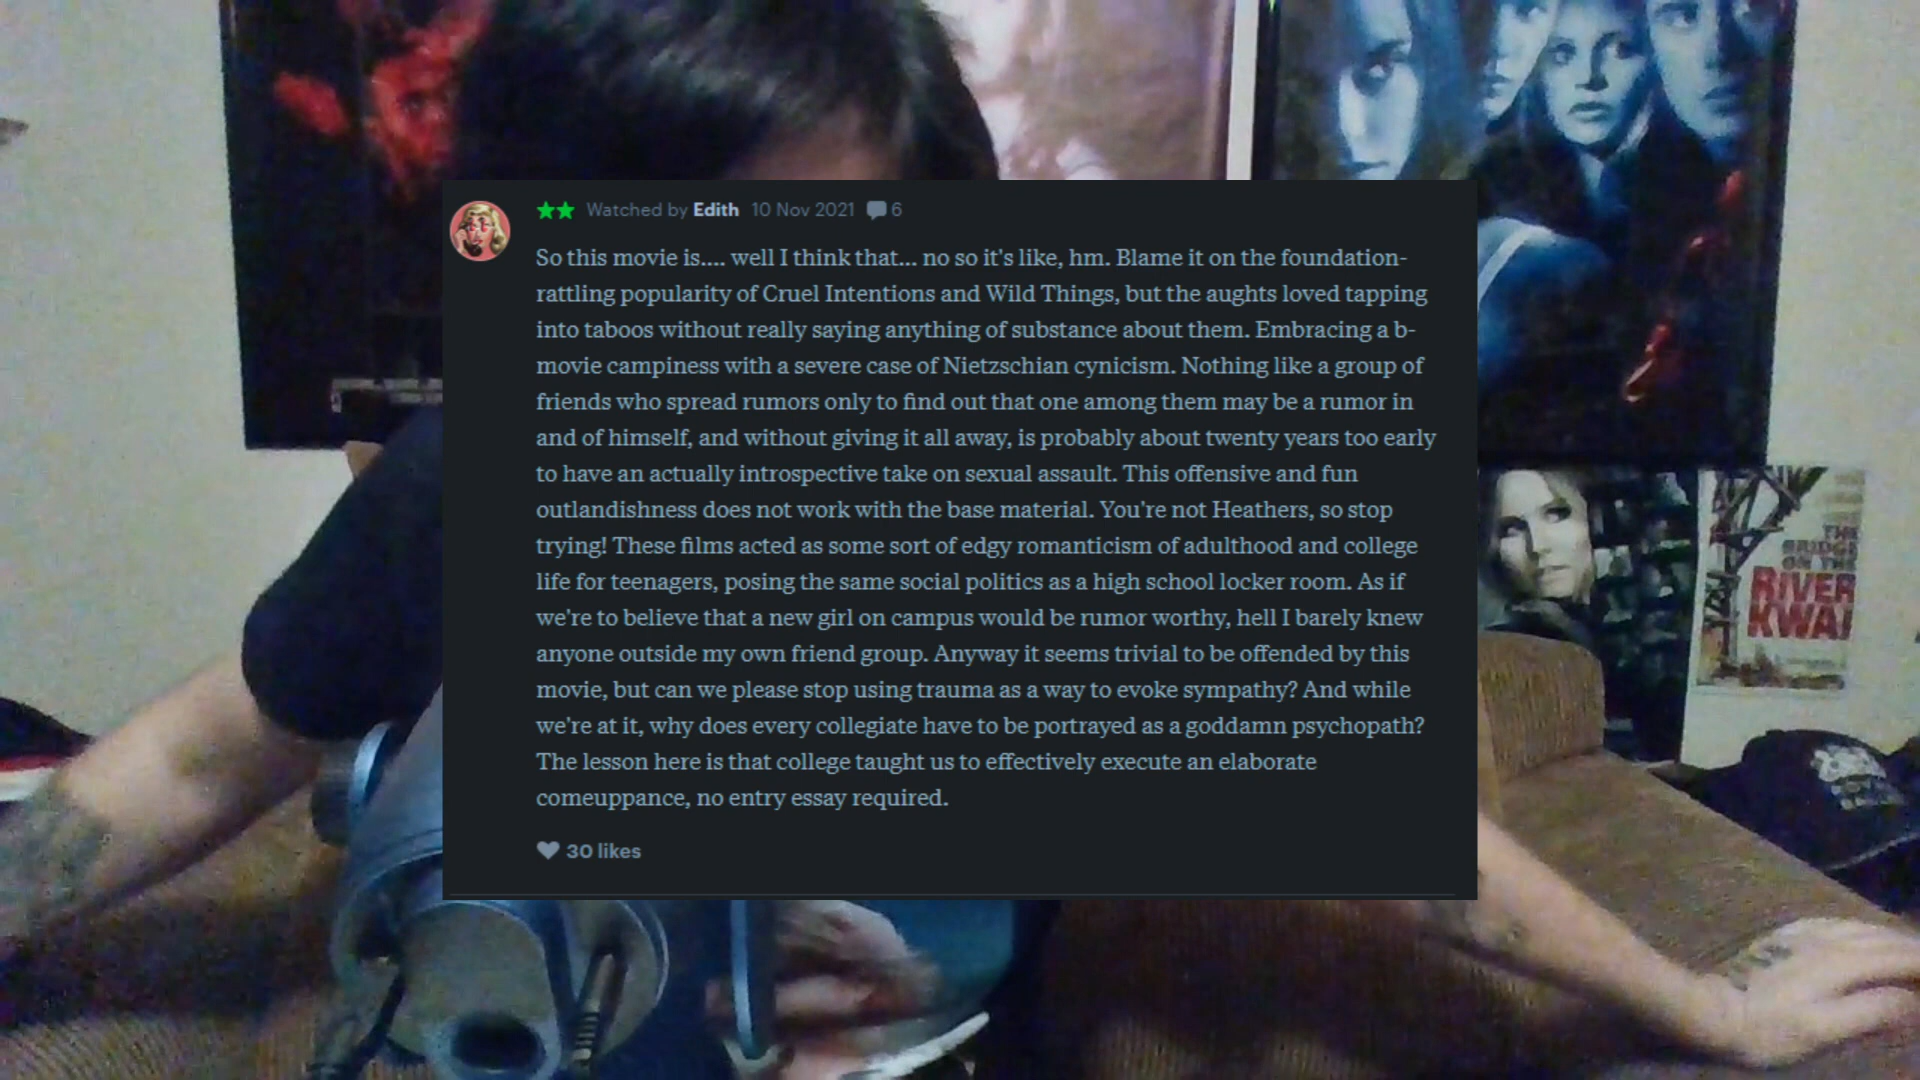 Watched by Edith 10 Nov 2021 6
So this movie is.... well I think that... no so it's like, hm. Blame it on the foundation-
rattling popularity of Cruel Intentions and Wild Things, but the aughts loved tapping
into taboos without really saying anything of substance about them. Embracing a b-
movie campiness with a severe case of Nietzschian cynicism. Nothing like a group of
friends who spread rumors only to find out that one among them may be a rumor in
and of himself, and without giving it all away, is probably about twenty years too early
to have an actually introspective take on sexual assault. This offensive and fun
outlandishness does not work with the base material. You're not Heathers, so stop
trying! These films acted as some sort of edgy romanticism of adulthood and college
life for teenagers, posing the same social politics as a high school locker room. As if
we're to believe that a new girl on campus would be rumor worthy, hell I barely knew
anyone outside my own friend group. Anyway it seems trivial to be offended by this
movie, but can we please stop using trauma as a way to evoke sympathy? And while
we're at it, why does every collegiate have to be portrayed as a goddamn psychopath?
The lesson here is that college taught us to effectively execute an elaborate
comeuppance, no entry essay required.
30 likes
THE
BRIDGE
ON THE
RIVER
KWAI